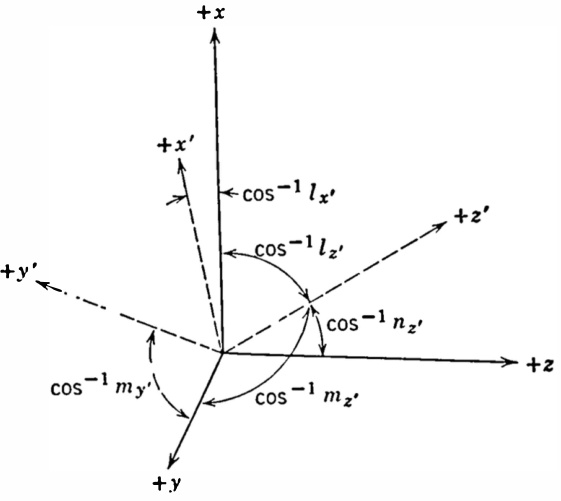 +x
+x'
cos⁻¹ lx'
+z'
cos⁻¹ lz'
+y'
cos⁻¹ nz'
+z
cos⁻¹ my'
cos⁻¹ mz'
+y